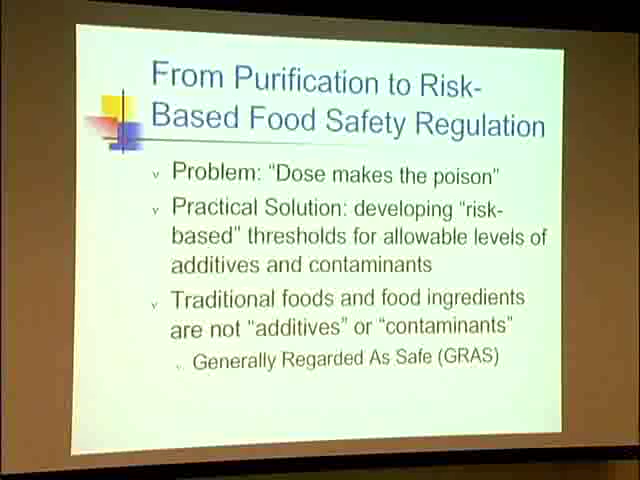 From Purification to Risk-
Based Food Safety Regulation
v Problem: "Dose makes the poison"
v Practical Solution: developing "risk-
based" thresholds for allowable levels of
additives and contaminants
v Traditional foods and food ingredients
are not "additives" or "contaminants"
v Generally Regarded As Safe (GRAS)